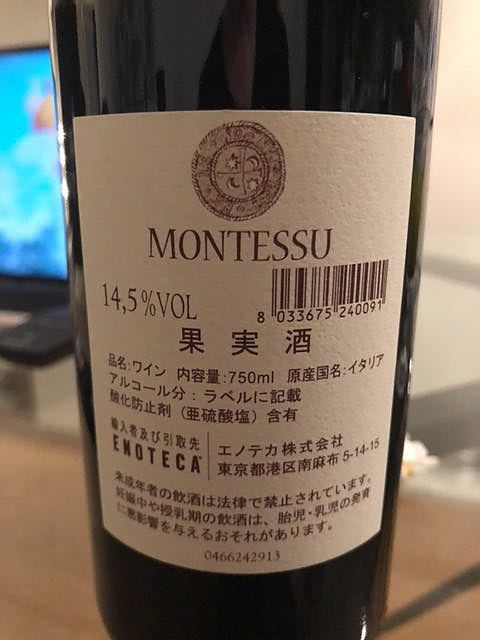 MONTESSU
14,5%VOL
8 033675 240091
果実酒
品名:ワイン 内容量:750ml 原産国名:イタリア
アルコール分:ラベルに記載
酸化防止剤(亜硫酸塩)含有
輸入者及び引取先
ENOTECA
エノテカ株式会社
東京都港区南麻布5-14-15
未成年者の飲酒は法律で禁止されています。
妊娠中や授乳期の飲酒は、胎児・乳児の発育
に悪影響を与えるおそれがあります。
0466242913